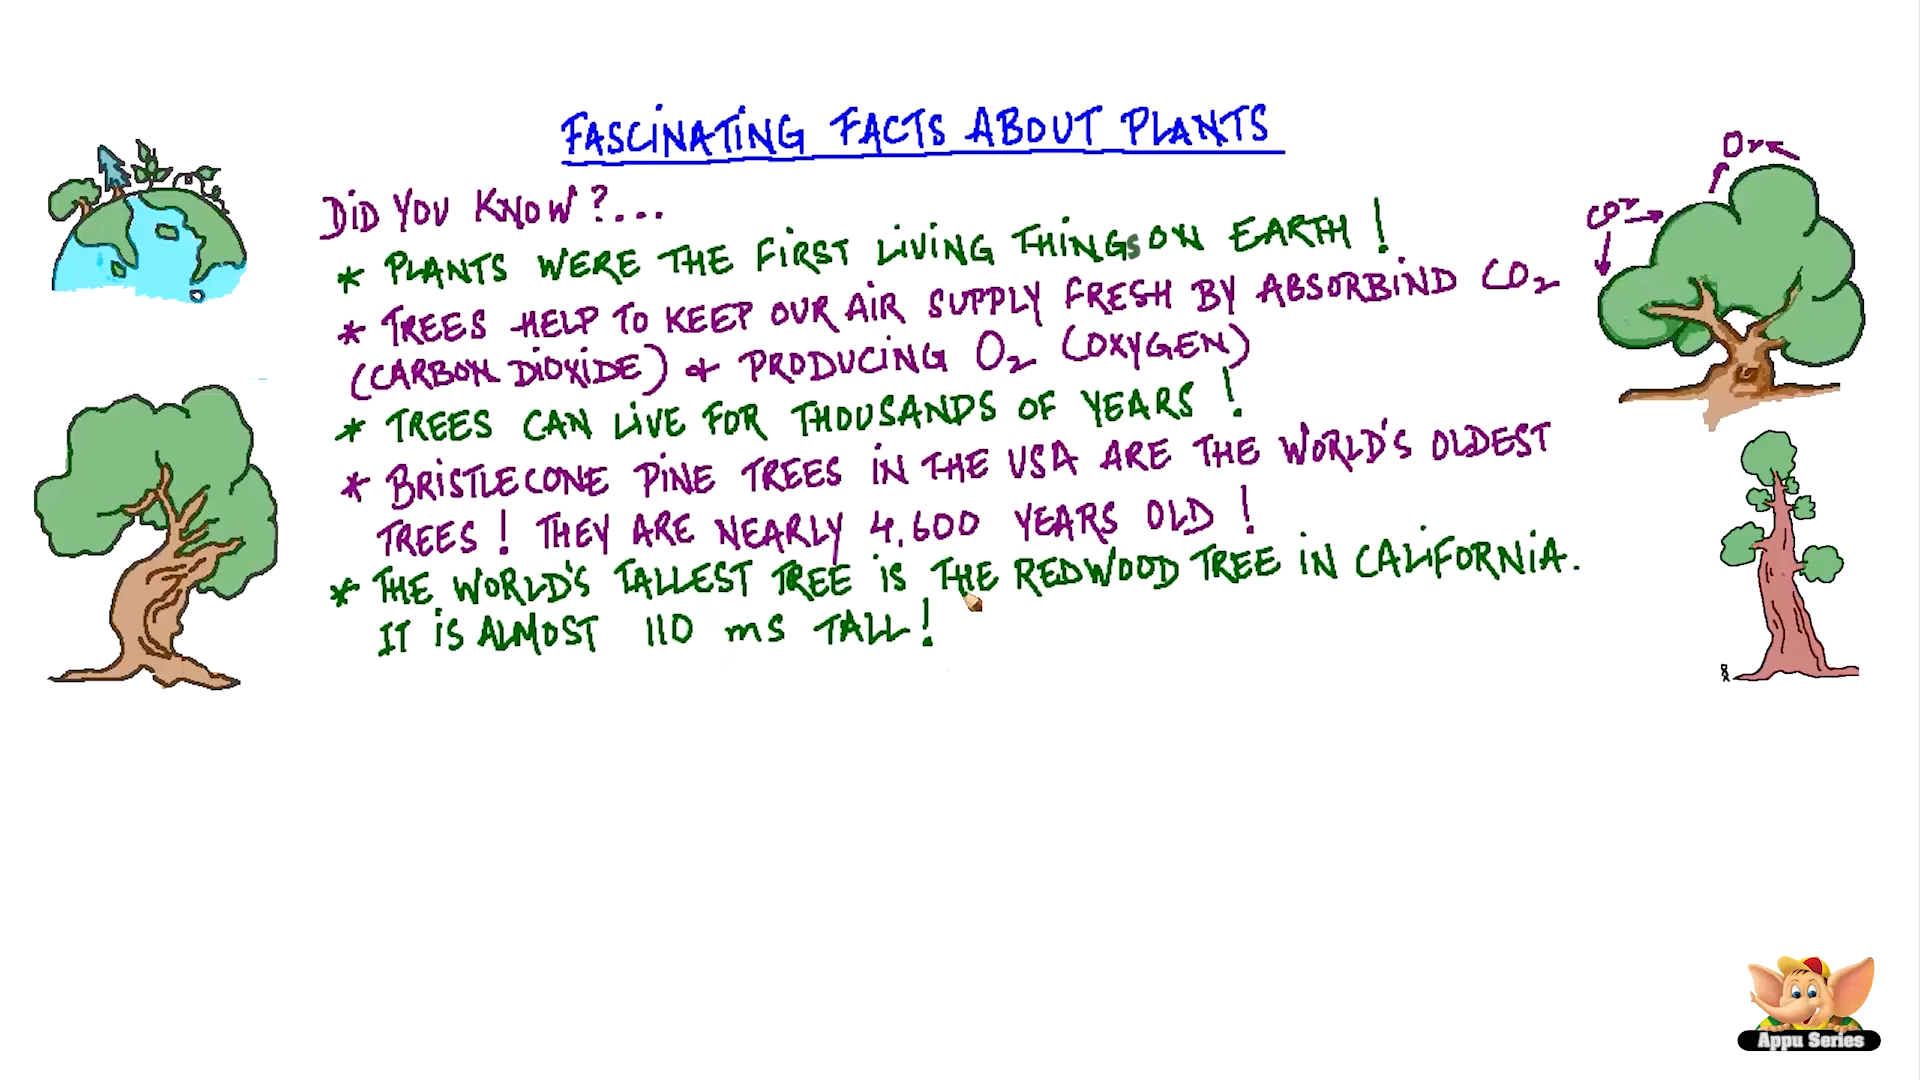 FASCINATING FACTS ABOUT PLANTS
DID YOU KNOW?...
* PLANTS WERE THE FIRST LIVING THINGS ON EARTH!
* TREES HELP TO KEEP OUR AIR SUPPLY FRESH BY ABSORBIND CO2
(CARBON DIOXIDE) & PRODUCING O2 (OXYGEN)
* TREES CAN LIVE FOR THOUSANDS OF YEARS!
* BRISTLECONE PINE TREES IN THE USA ARE THE WORLD'S OLDEST
TREES! THEY ARE NEARLY 4,600 YEARS OLD!
* THE WORLD'S TALLEST TREE IS THE REDWOOD TREE IN CALIFORNIA.
IT IS ALMOST 110 ms TALL!
O2
CO2
Appu Series